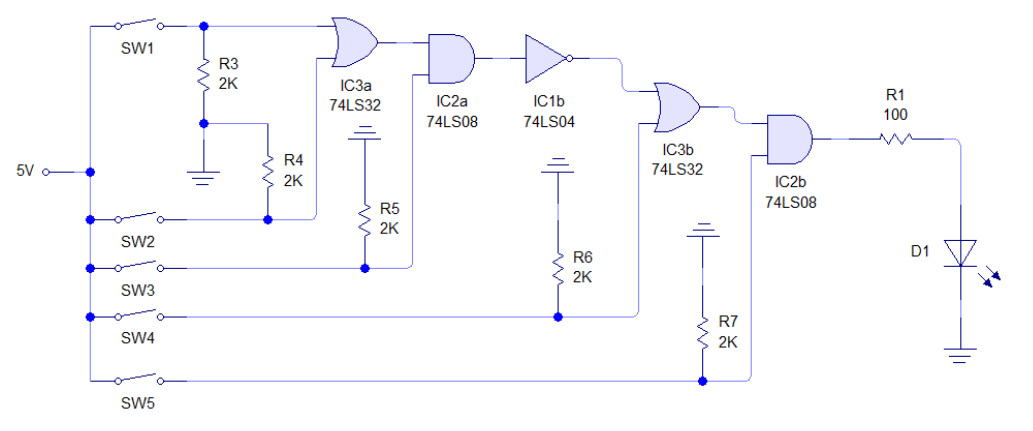 SW1
R3
2K
IC3a
74LS32
IC2a
74LS08
IC1b
74LS04
R1
100
IC3b
74LS32
IC2b
74LS08
5V
R4
2K
R5
2K
SW2
R6
2K
D1
SW3
R7
2K
SW4
SW5